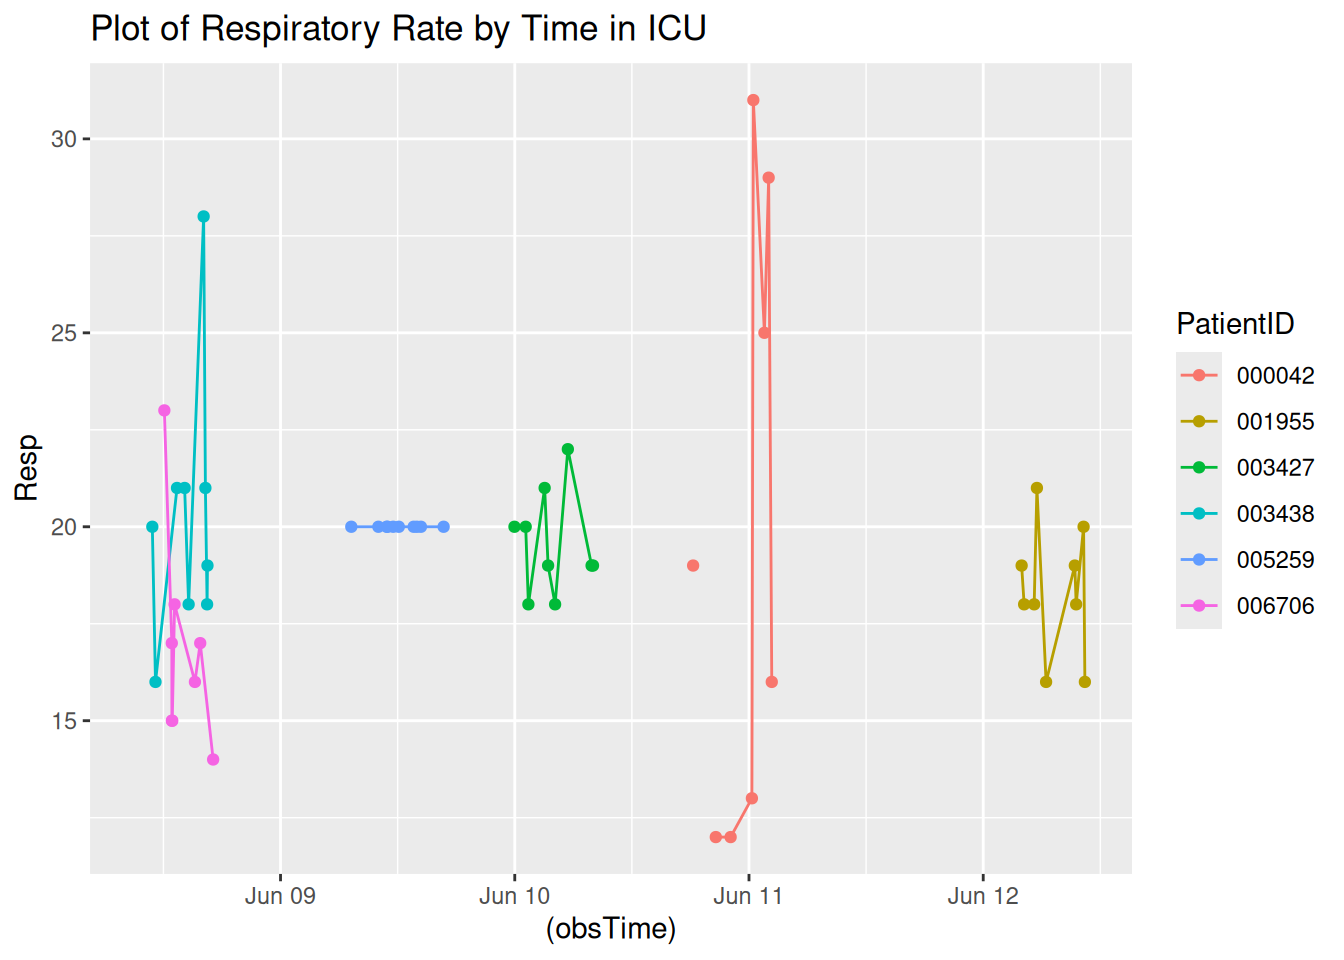 Plot of Respiratory Rate by Time in ICU
30
25
20
15
Resp
Jun 09 Jun 10 Jun 11 Jun 12
(obsTime)
PatientID
000042
001955
003427
003438
005259
006706